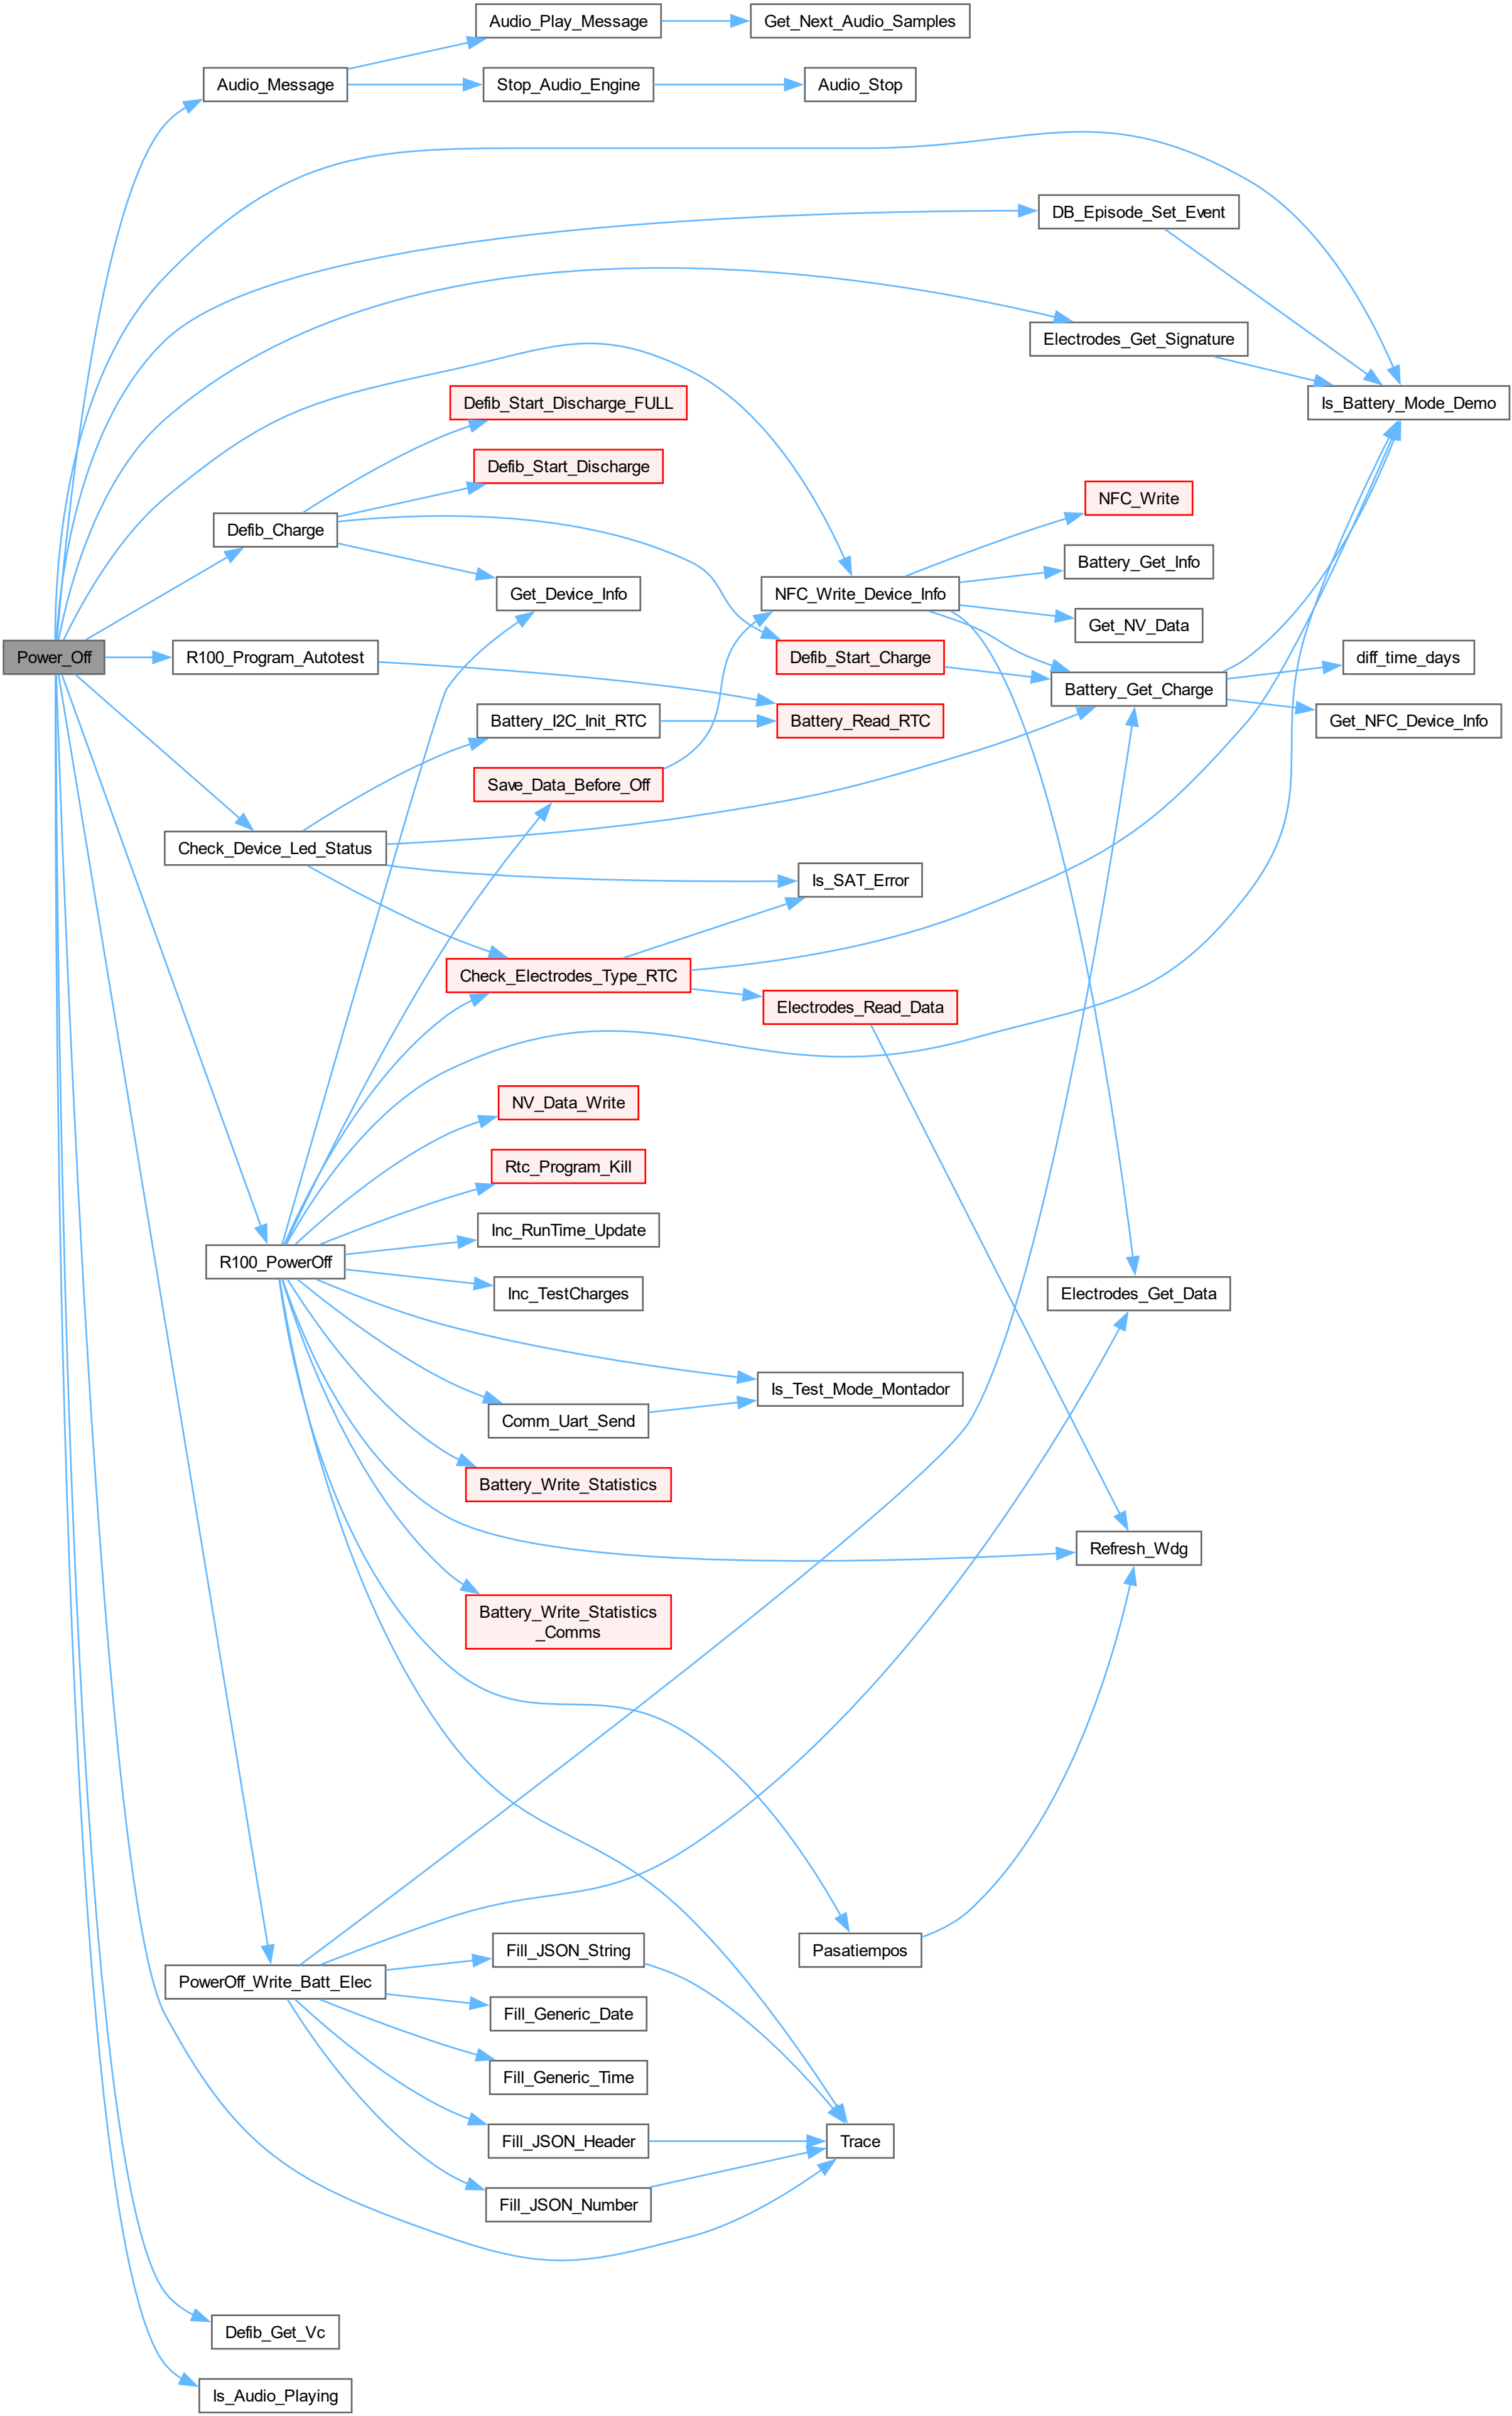 Audio_Play_Message
Get_Next_Audio_Samples
Audio_Message
Stop_Audio_Engine
Audio_Stop
DB_Episode_Set_Event
Electrodes_Get_Signature
Is_Battery_Mode_Demo
Defib_Start_Discharge_FULL
Defib_Start_Discharge
NFC_Write
Defib_Charge
Battery_Get_Info
Get_Device_Info
NFC_Write_Device_Info
Get_NV_Data
Power_Off
R100_Program_Autotest
Defib_Start_Charge
diff_time_days
Battery_Get_Charge
Battery_I2C_Init_RTC
Battery_Read_RTC
Get_NFC_Device_Info
Save_Data_Before_Off
Check_Device_Led_Status
Is_SAT_Error
Check_Electrodes_Type_RTC
Electrodes_Read_Data
NV_Data_Write
Rtc_Program_Kill
Inc_RunTime_Update
R100_PowerOff
Inc_TestCharges
Electrodes_Get_Data
Is_Test_Mode_Montador
Comm_Uart_Send
Battery_Write_Statistics
Refresh_Wdg
Battery_Write_Statistics
_Comms
Fill_JSON_String
Pasatiempos
PowerOff_Write_Batt_Elec
Fill_Generic_Date
Fill_Generic_Time
Fill_JSON_Header
Trace
Fill_JSON_Number
Defib_Get_Vc
Is_Audio_Playing